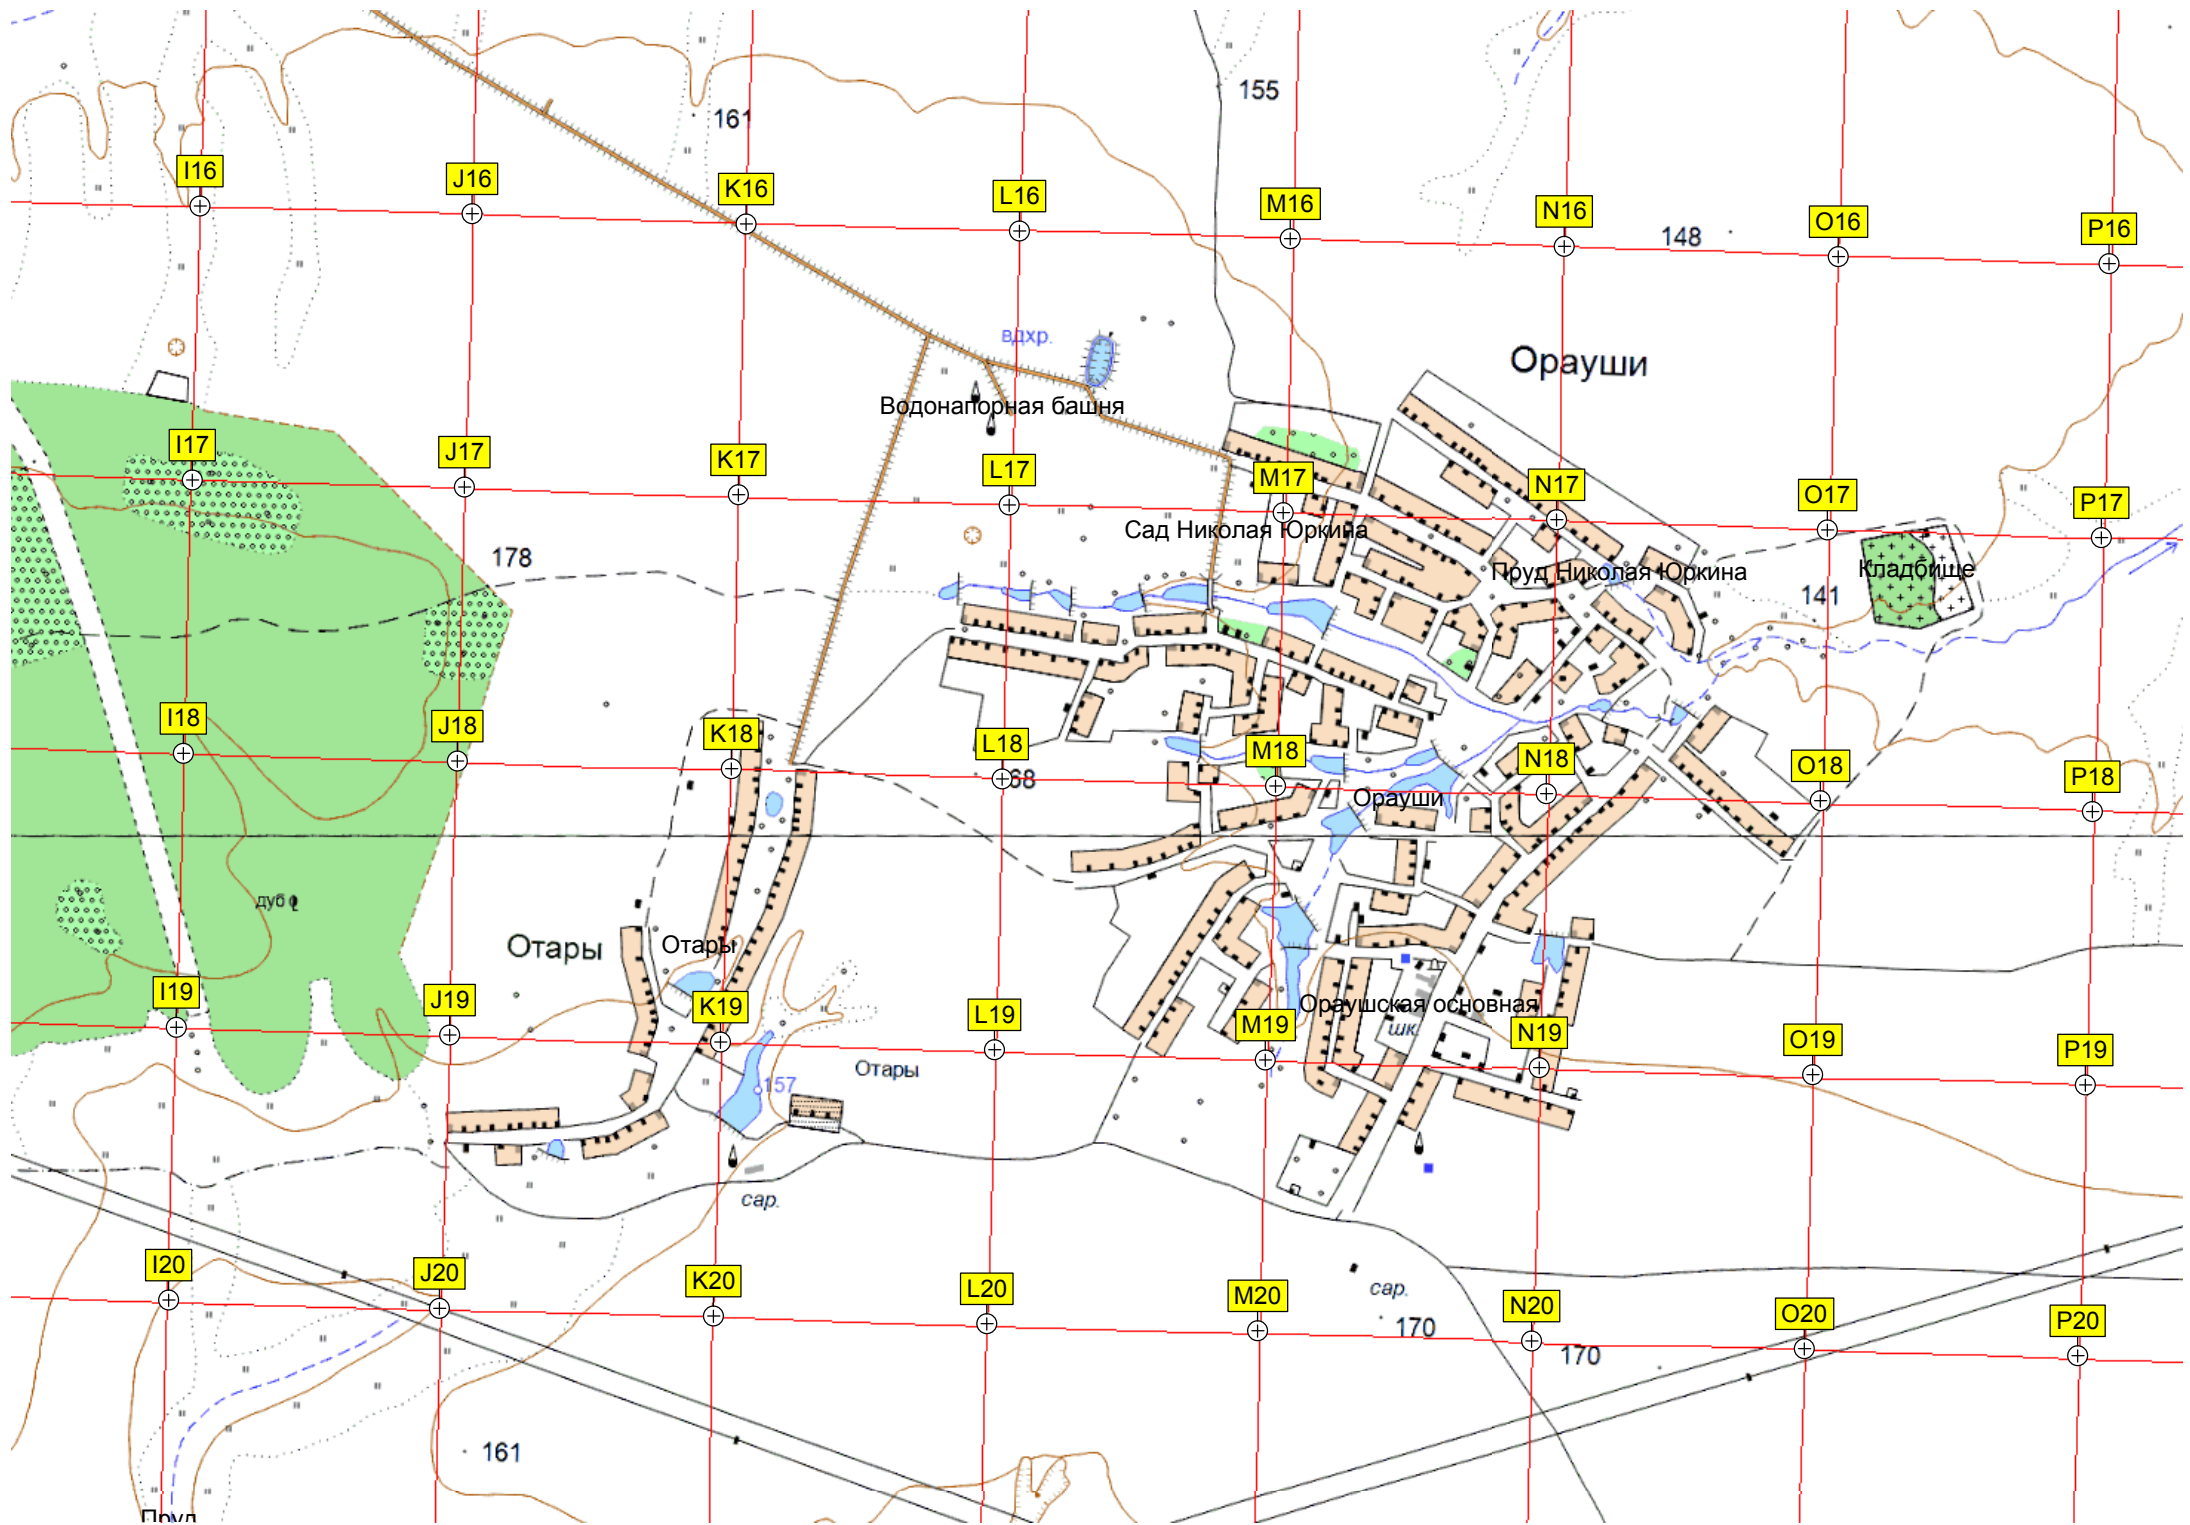 155
161
I16
J16
K16
L16
M16
N16
O16
P16
148
вдхр.
Орауши
Водонапорная башня
I17
J17
K17
L17
M17
N17
O17
P17
178
Сад Николая Юркина
Пруд Николая Юркина
Кладбище
141
I18
J18
K18
L18
M18
N18
O18
P18
68
Орауши
дуб
Отары
Отары
I19
J19
K19
L19
M19
N19
O19
P19
Ораушская основная
шк.
157
Отары
сар.
I20
J20
K20
L20
M20
N20
O20
P20
сар.
170
170
161
Пруд